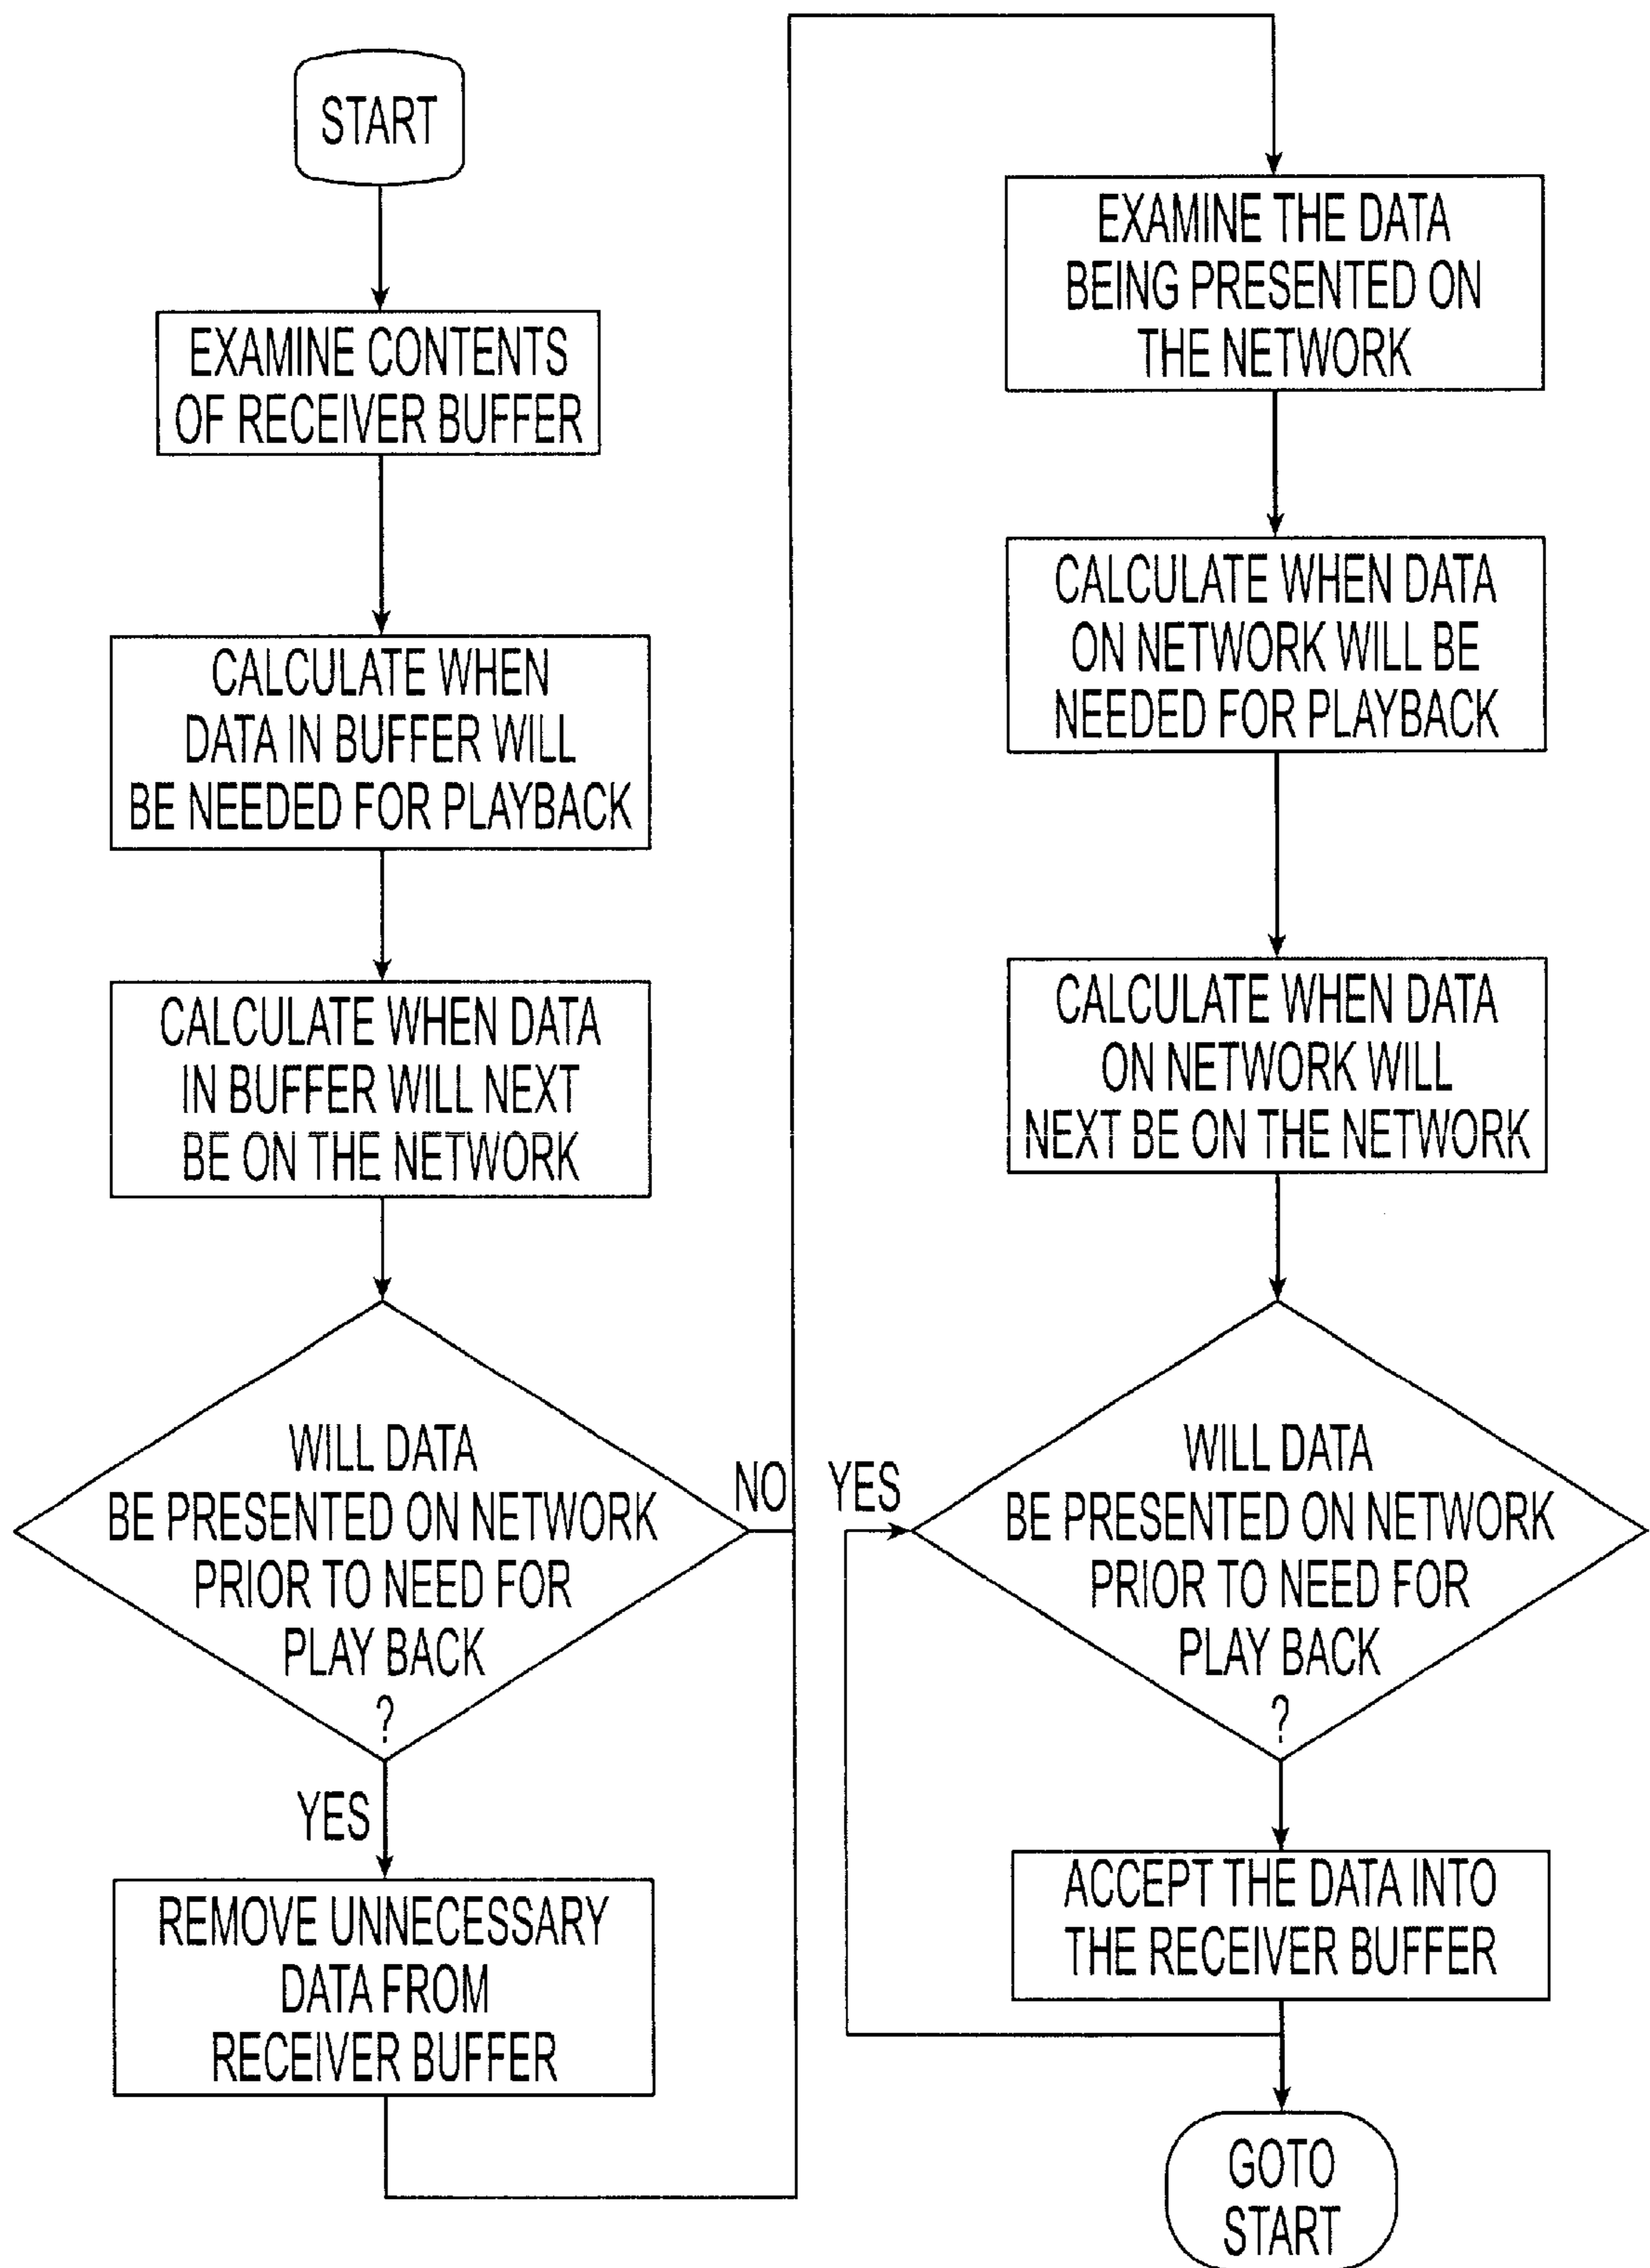 START
EXAMINE CONTENTS
OF RECEIVER BUFFER
CALCULATE WHEN
DATA IN BUFFER WILL
BE NEEDED FOR PLAYBACK
CALCULATE WHEN DATA
IN BUFFER WILL NEXT
BE ON THE NETWORK
WILL DATA
BE PRESENTED ON NETWORK
PRIOR TO NEED FOR
PLAY BACK
?
NO
YES
REMOVE UNNECESSARY
DATA FROM
RECEIVER BUFFER
EXAMINE THE DATA
BEING PRESENTED ON
THE NETWORK
CALCULATE WHEN DATA
ON NETWORK WILL BE
NEEDED FOR PLAYBACK
CALCULATE WHEN DATA
ON NETWORK WILL
NEXT BE ON THE NETWORK
YES
WILL DATA
BE PRESENTED ON NETWORK
PRIOR TO NEED FOR
PLAY BACK
?
ACCEPT THE DATA INTO
THE RECEIVER BUFFER
GOTO
START